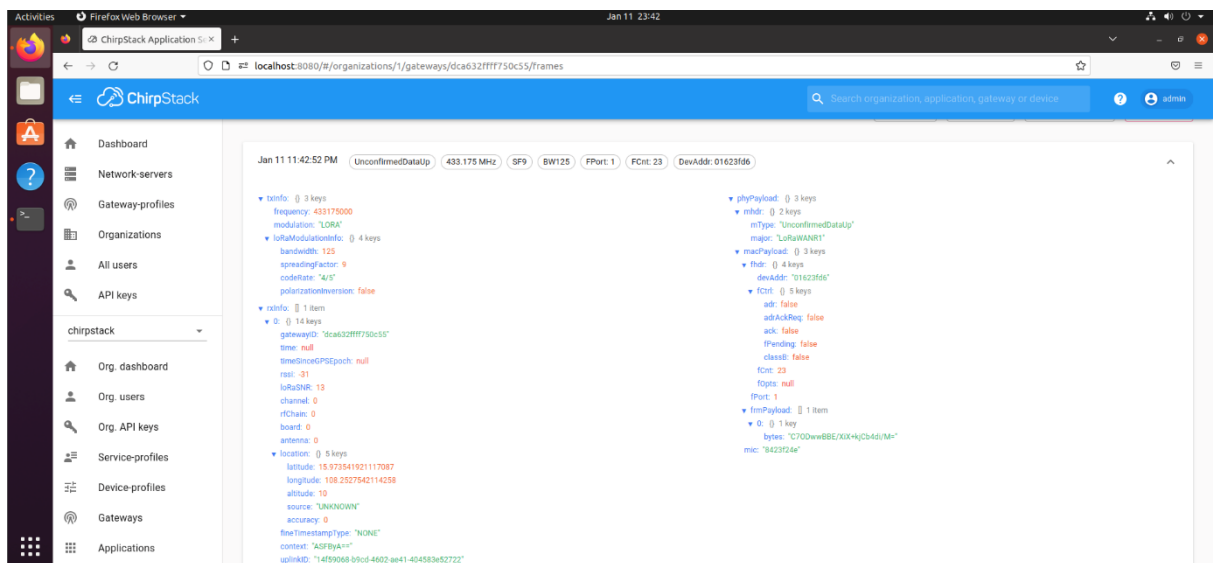 Activities
Firefox Web Browser
Jan 11 23:42
ChirpStack Application Se
localhost:8080/#/organizations/1/gateways/dca632ffff750c55/frames
ChirpStack
Search organization, application, gateway or device
admin
Dashboard
Network-servers
Gateway-profiles
Organizations
All users
API keys
chirpstack
Org. dashboard
Org. users
Org. API keys
Service-profiles
Device-profiles
Gateways
Applications
Jan 11 11:42:52 PM UnconfirmedDataUp 433.175 MHz SF9 BW125 FPort: 1 FCnt: 23 DevAddr: 01623fd6
txInfo: {} 3 keys
frequency: 433175000
modulation: "LORA"
loRaModulationInfo: {} 4 keys
bandwidth: 125
spreadingFactor: 9
codeRate: "4/5"
polarizationInversion: false
rxInfo: [] 1 item
0: {} 14 keys
gatewayID: "dca632ffff750c55"
time: null
timeSinceGPSEpoch: null
rssi: -31
loRaSNR: 13
channel: 0
rfChain: 0
board: 0
antenna: 0
location: {} 5 keys
latitude: 15.973541921117087
longitude: 108.2527542114258
altitude: 10
source: "UNKNOWN"
accuracy: 0
fineTimestampType: "NONE"
context: "ASFByA=="
uplinkID: "14f59068-b9cd-4602-ae41-404583e52722"
phyPayload: {} 3 keys
mhdr: {} 2 keys
mType: "UnconfirmedDataUp"
major: "LoRaWANR1"
macPayload: {} 3 keys
fhdr: {} 4 keys
devAddr: "01623fd6"
fCtrl: {} 5 keys
adr: false
adrAckReq: false
ack: false
fPending: false
classB: false
fCnt: 23
fOpts: null
fPort: 1
frmPayload: [] 1 item
0: {} 1 key
bytes: "C7ODwwBBE/XiX+kjCb4di/M="
mic: "8423f24e"